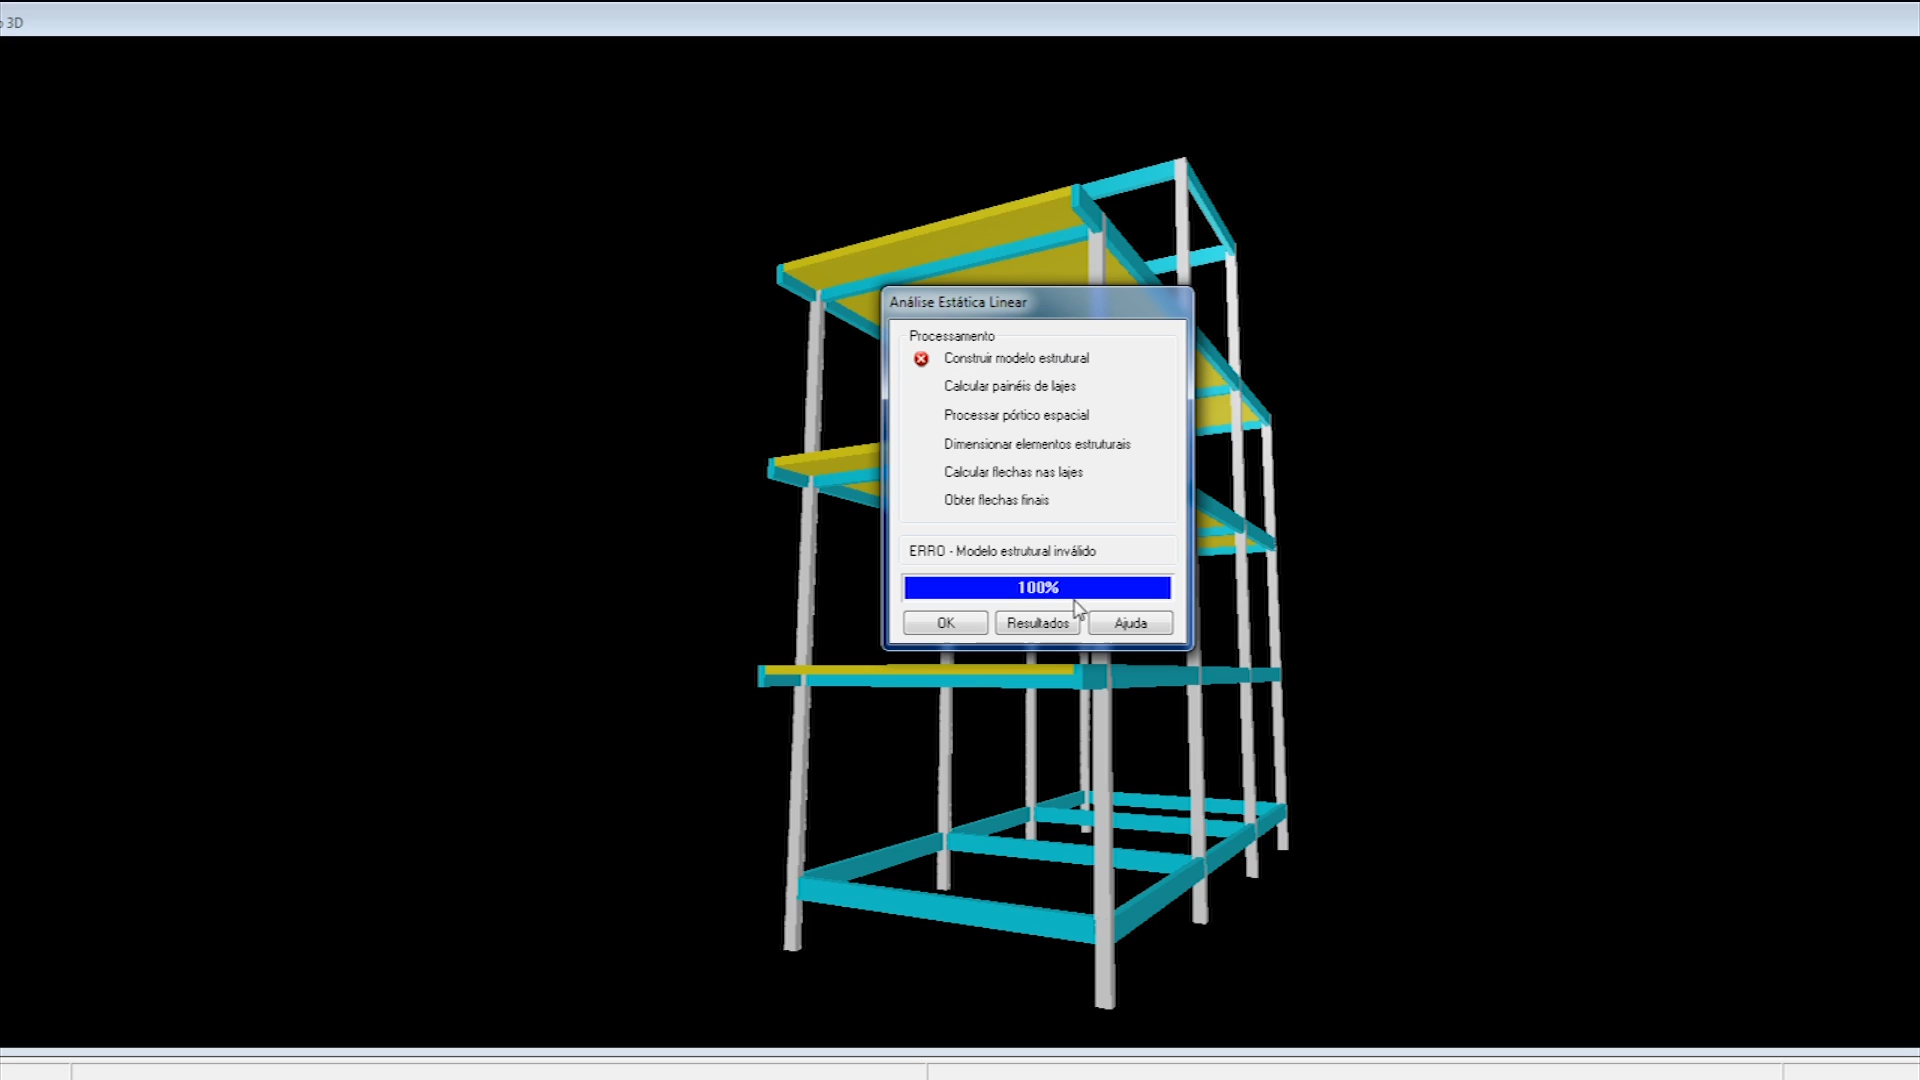 3D
Análise Estática Linear
Processamento
Construir modelo estrutural
Calcular painéis de lajes
Processar pórtico espacial
Dimensionar elementos estruturais
Calcular flechas nas lajes
Obter flechas finais
ERRO - Modelo estrutural inválido
100%
OK
Resultados
Ajuda